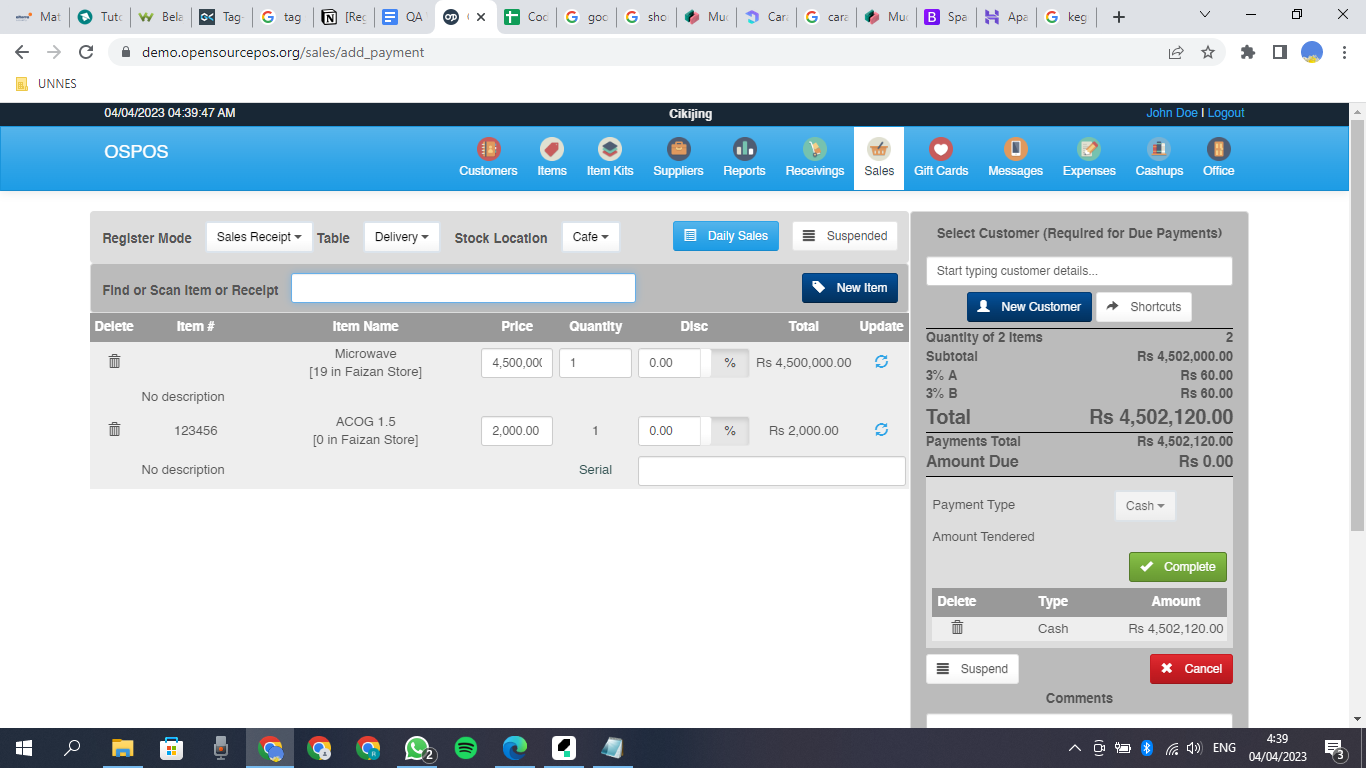 Mat
Tuto
Bela
Tag-
tag
[Reg
QA
Cod
goo
sho
Muc
Cara
cara
Muc
Spa
Apa
keg
demo.opensourcepos.org/sales/add_payment
UNNES
04/04/2023 04:39:47 AM
Cikijing
John Doe | Logout
OSPOS
Customers
Items
Item Kits
Suppliers
Reports
Receivings
Sales
Gift Cards
Messages
Expenses
Cashups
Office
Register Mode Sales Receipt Table Delivery Stock Location Cafe Daily Sales Suspended
Find or Scan Item or Receipt New Item
Delete Item # Item Name Price Quantity Disc Total Update
Microwave
[19 in Faizan Store]
4,500,00 1 0.00 % Rs 4,500,000.00
No description
ACOG 1.5
[0 in Faizan Store]
123456 2,000.00 1 0.00 % Rs 2,000.00
No description Serial
Select Customer (Required for Due Payments)
Start typing customer details...
New Customer Shortcuts
Quantity of 2 Items 2
Subtotal Rs 4,502,000.00
3% A Rs 60.00
3% B Rs 60.00
Total Rs 4,502,120.00
Payments Total Rs 4,502,120.00
Amount Due Rs 0.00
Payment Type Cash
Amount Tendered
Complete
Delete Type Amount
Cash Rs 4,502,120.00
Suspend Cancel
Comments
2
ENG
4:39
04/04/2023
3